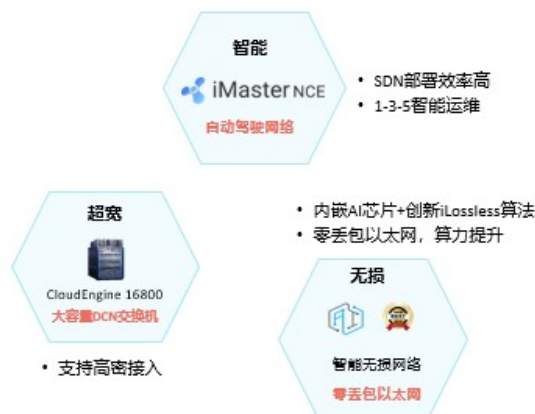 智能
iMaster NCE
自动驾驶网络
• SDN部署效率高
• 1-3-5智能运维
超宽
CloudEngine 16800
大容量DCN交换机
• 支持高密接入
• 内嵌AI芯片+创新iLossless算法
• 零丢包以太网，算力提升
无损
AI
智能无损网络
零丢包以太网